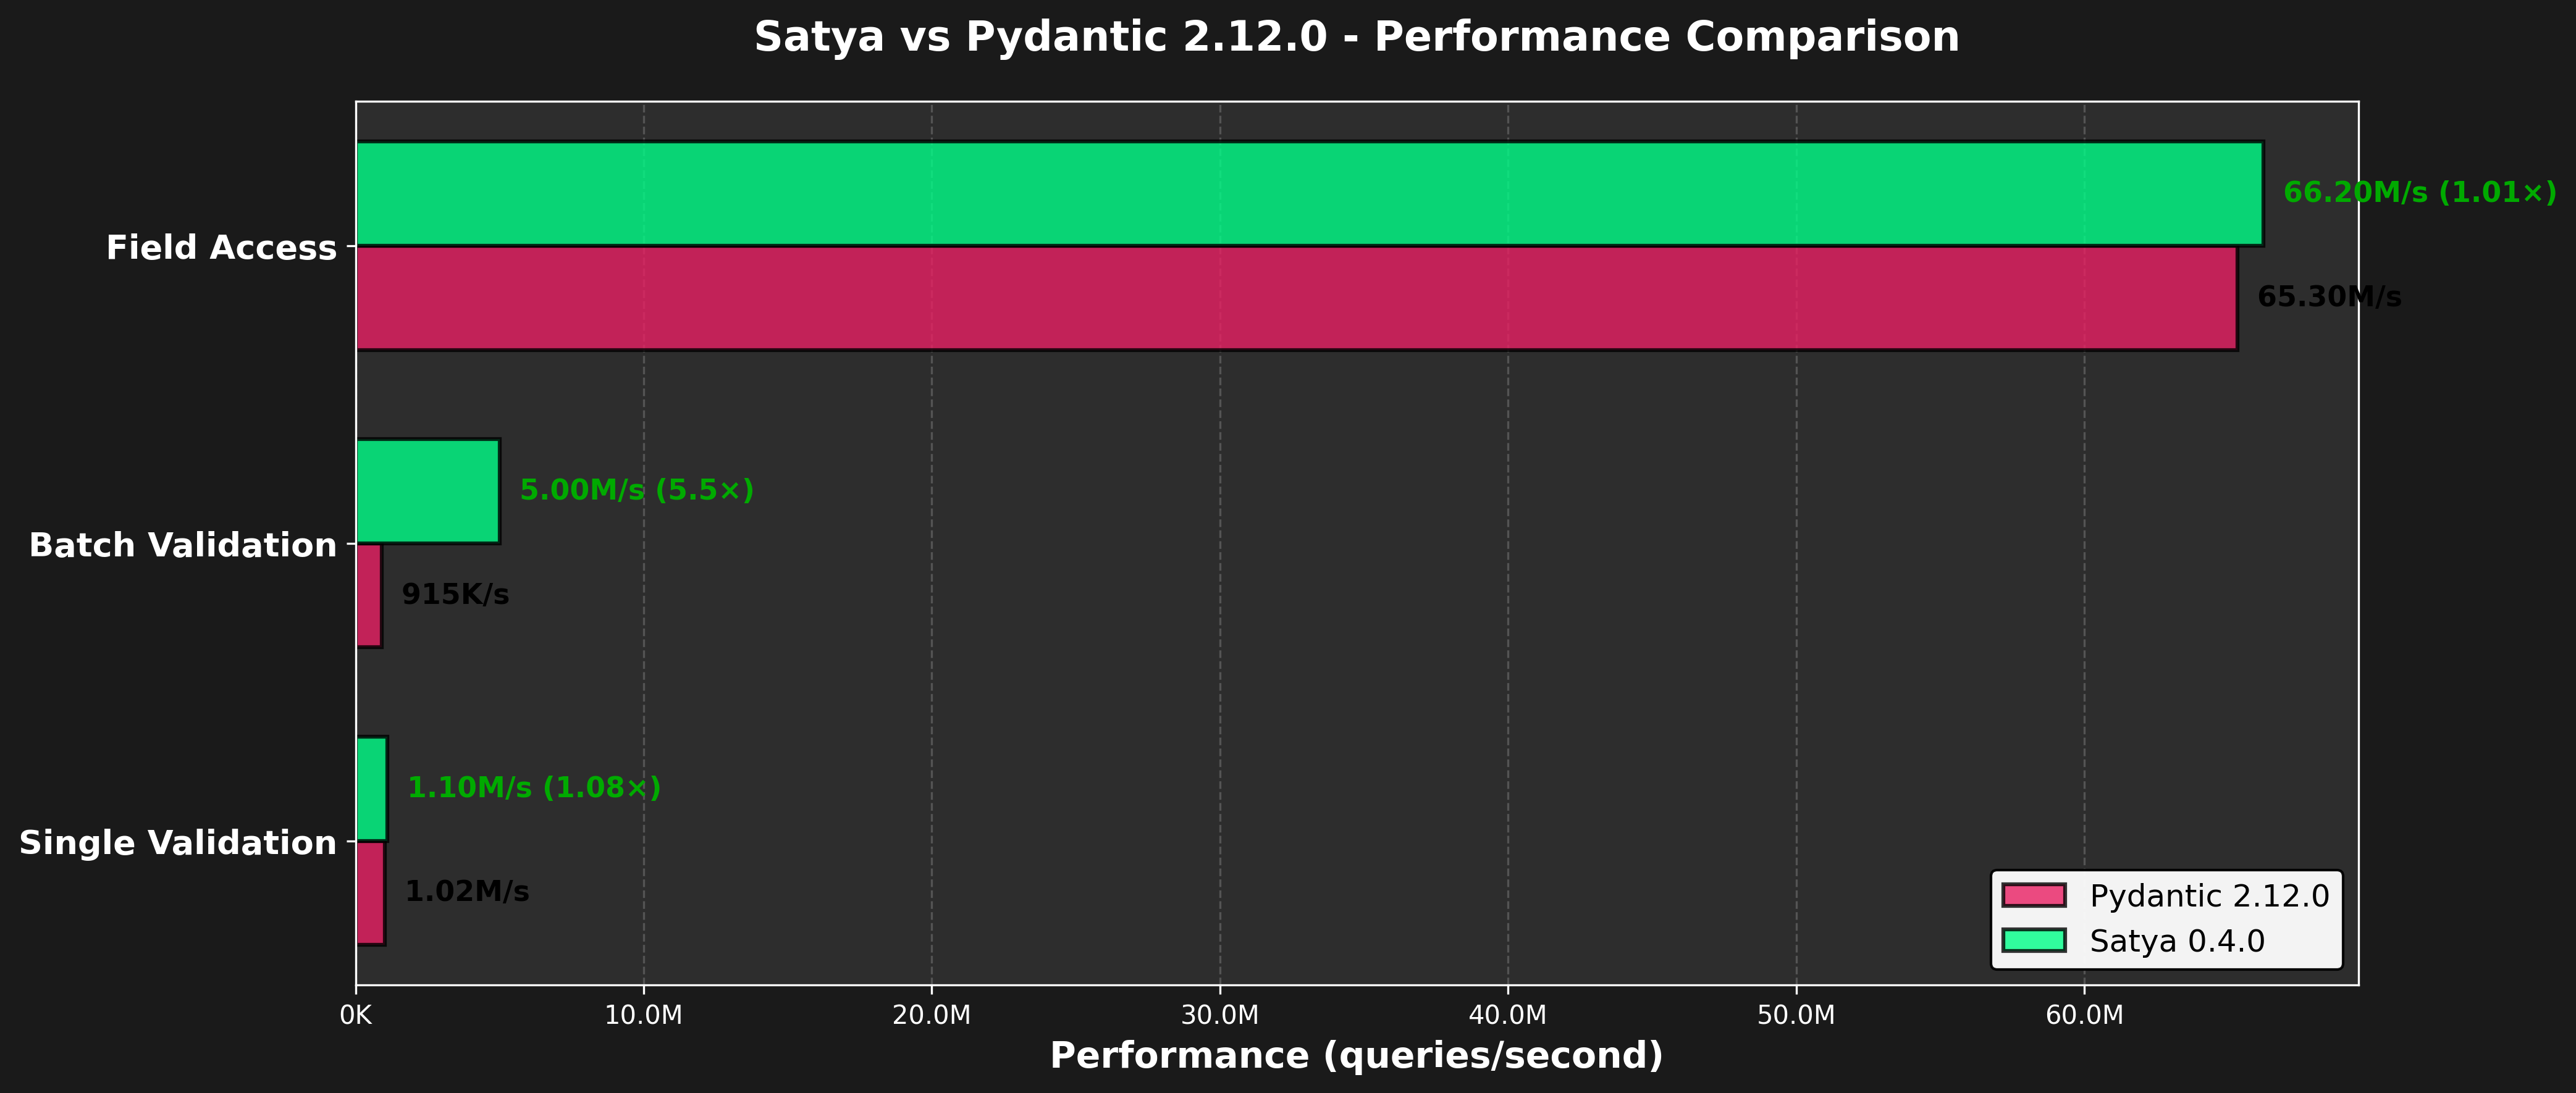 Satya vs Pydantic 2.12.0 - Performance Comparison
Field Access
66.20M/s (1.01×)
65.30M/s
Batch Validation
5.00M/s (5.5×)
915K/s
Single Validation
1.10M/s (1.08×)
1.02M/s
Pydantic 2.12.0
Satya 0.4.0
0K 10.0M 20.0M 30.0M 40.0M 50.0M 60.0M
Performance (queries/second)